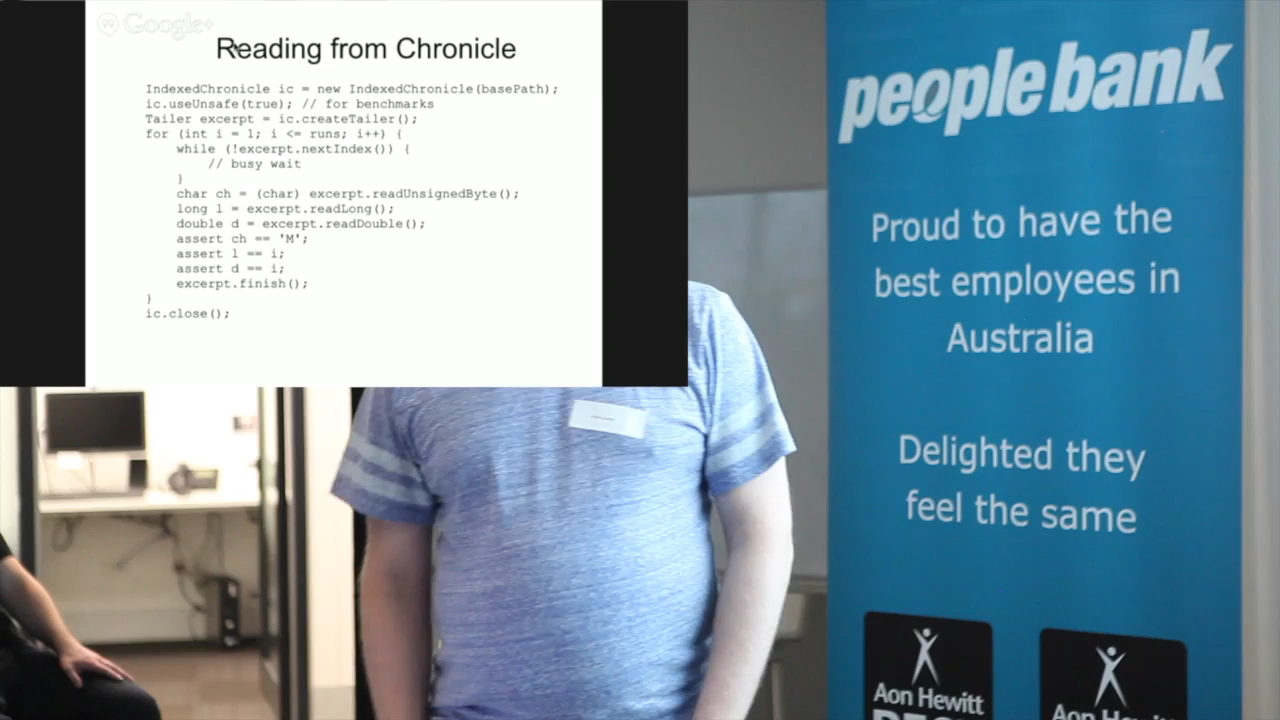 Google+
Reading from Chronicle
IndexedChronicle ic = new IndexedChronicle(basePath);
ic.useUnsafe(true); // for benchmarks
Tailer excerpt = ic.createTailer();
for (int i = 1; i <= runs; i++) {
    while (!excerpt.nextIndex()) {
        // busy wait
    }
    char ch = (char) excerpt.readUnsignedByte();
    long l = excerpt.readLong();
    double d = excerpt.readDouble();
    assert ch == 'M';
    assert l == i;
    assert d == i;
    excerpt.finish();
}
ic.close();
peoplebank
Proud to have the
best employees in
Australia
Delighted they
feel the same
Aon Hewitt
Aon Hewitt